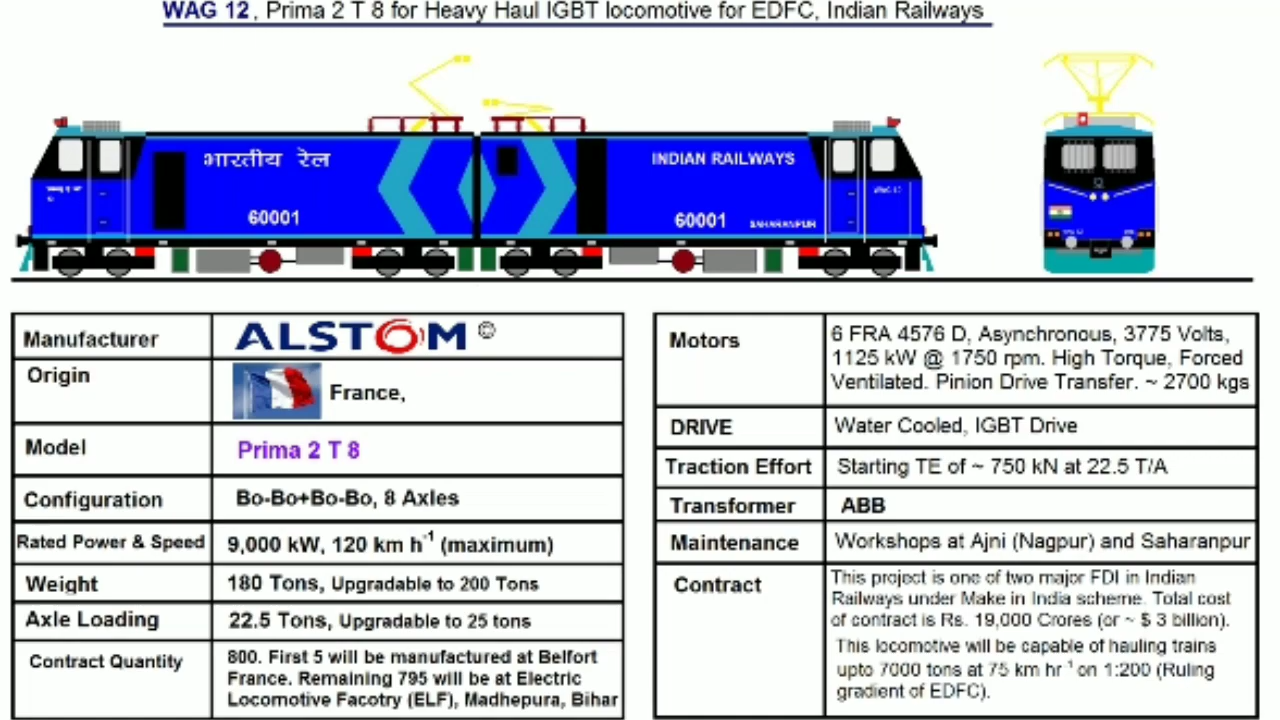 WAG 12, Prima 2 T 8 for Heavy Haul IGBT locomotive for EDFC, Indian Railways
भारतीय रेल
INDIAN RAILWAYS
WAG 12
60001
60001
SAHARANPUR
Manufacturer
ALSTOM ©
Origin
France,
Model
Prima 2 T 8
Configuration
Bo-Bo+Bo-Bo, 8 Axles
Rated Power & Speed
9,000 kW, 120 km h⁻¹ (maximum)
Weight
180 Tons, Upgradable to 200 Tons
Axle Loading
22.5 Tons, Upgradable to 25 tons
Contract Quantity
800. First 5 will be manufactured at Belfort
France. Remaining 795 will be at Electric
Locomotive Facotry (ELF), Madhepura, Bihar
Motors
6 FRA 4576 D, Asynchronous, 3775 Volts,
1125 kW @ 1750 rpm. High Torque, Forced
Ventilated. Pinion Drive Transfer. ~ 2700 kgs
DRIVE
Water Cooled, IGBT Drive
Traction Effort
Starting TE of ~ 750 kN at 22.5 T/A
Transformer
ABB
Maintenance
Workshops at Ajni (Nagpur) and Saharanpur
Contract
This project is one of two major FDI in Indian
Railways under Make in India scheme. Total cost
of contract is Rs. 19,000 Crores (or ~ $ 3 billion).
This locomotive will be capable of hauling trains
upto 7000 tons at 75 km hr⁻¹ on 1:200 (Ruling
gradient of EDFC).